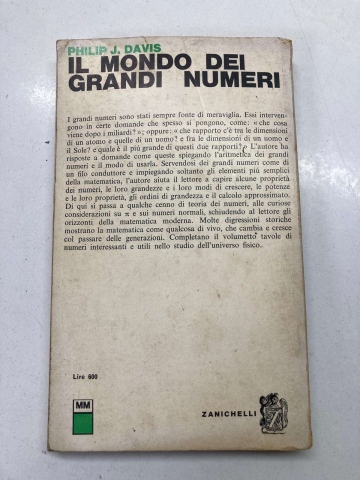 PHILIP J. DAVIS
IL MONDO DEI
GRANDI NUMERI
I grandi numeri sono stati sempre fonte di meraviglia. Essi interven-
gono in certe domande che spesso si pongono, come: « che cosa
viene dopo i miliardi? »; oppure: « che rapporto c'è tra le dimensioni
di un atomo e quelle di un uomo? e fra le dimensioni di un uomo e
il Sole? e quale è il più grande di questi due rapporti? » L'autore ha
risposte a domande come queste spiegando l'aritmetica dei grandi
numeri e il modo di usarla. Servendosi dei grandi numeri come di
un filo conduttore e impiegando soltanto gli elementi più semplici
della matematica, l'autore aiuta il lettore a capire alcune proprietà
dei numeri, le loro grandezze e i loro modi di crescere, le potenze
e le loro proprietà, gli ordini di grandezza e il calcolo approssimato.
Di qui si passa a qualche cenno di teoria dei numeri, alle curiose
considerazioni su π e sui numeri normali, schiudendo al lettore gli
orizzonti della matematica moderna. Molte digressioni storiche
mostrano la matematica come qualcosa di vivo, che cambia e cresce
col passare delle generazioni. Completano il volumetto tavole di
numeri interessanti e utili nello studio dell'universo fisico.
Lire 600
MM
ZANICHELLI